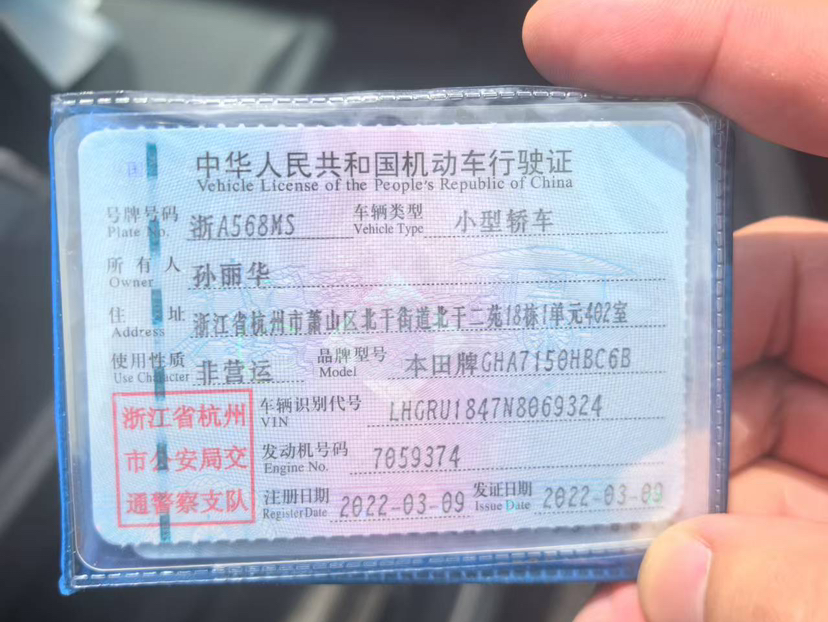 中华人民共和国机动车行驶证
Vehicle License of the People's Republic of China
号牌号码 浙A568MS 车辆类型 小型轿车
Plate No. Vehicle Type
所有人 孙丽华
Owner
住址 浙江省杭州市萧山区北干街道北干二苑18栋1单元402室
Address
使用性质 非营运 品牌型号 本田牌GHA7150HBC6B
Use Character Model
浙江省杭州
市公安局交
通警察支队
车辆识别代号 LHGRU1847N8069324
VIN
发动机号码 7059374
Engine No.
注册日期 2022-03-09 发证日期 2022-03-09
Register Date Issue Date